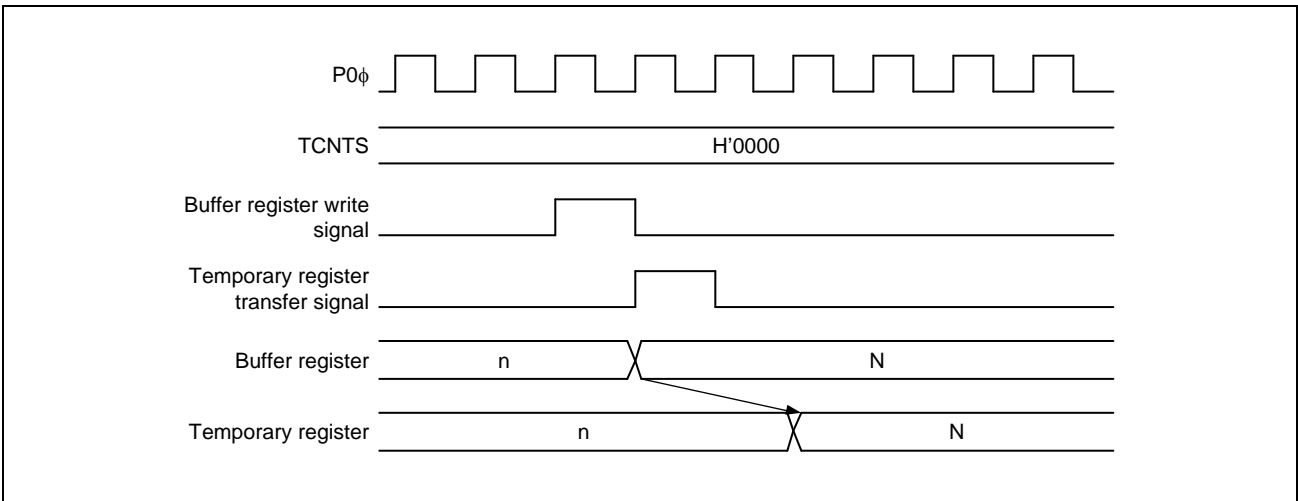 P0ϕ
TCNTS
H'0000
Buffer register write
signal
Temporary register
transfer signal
Buffer register
n
N
Temporary register
n
N